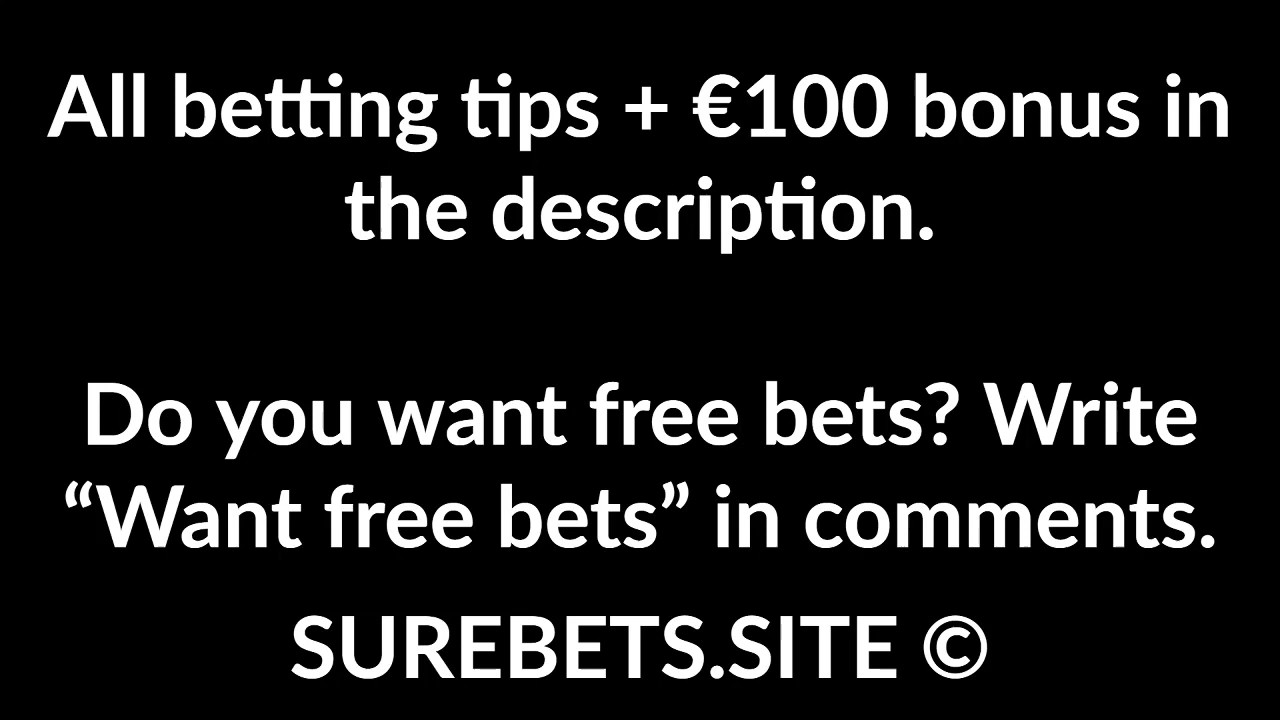 All betting tips + €100 bonus in
the description.
Do you want free bets? Write
“Want free bets” in comments.
SUREBETS.SITE ©